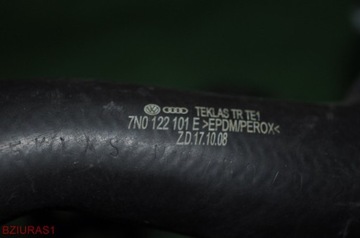 TEKLAS TR TE1
7N0 122 101 E >EPDM/PEROX<
Z.D.17.10.08
BZIURAS1